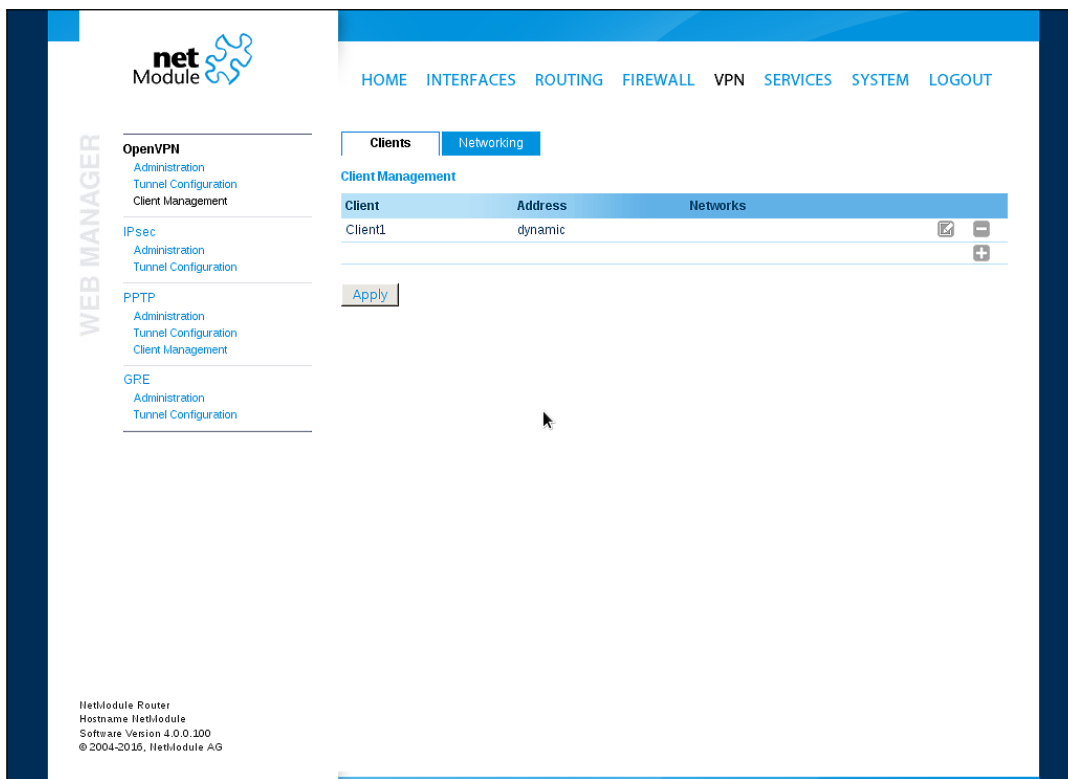 net
Module
HOME INTERFACES ROUTING FIREWALL VPN SERVICES SYSTEM LOGOUT
WEB MANAGER
OpenVPN
Administration
Tunnel Configuration
Client Management
IPsec
Administration
Tunnel Configuration
PPTP
Administration
Tunnel Configuration
Client Management
GRE
Administration
Tunnel Configuration
Clients Networking
Client Management
Client Address Networks
Client1 dynamic
Apply
NetModule Router
Hostname NetModule
Software Version 4.0.0.100
© 2004-2016, NetModule AG